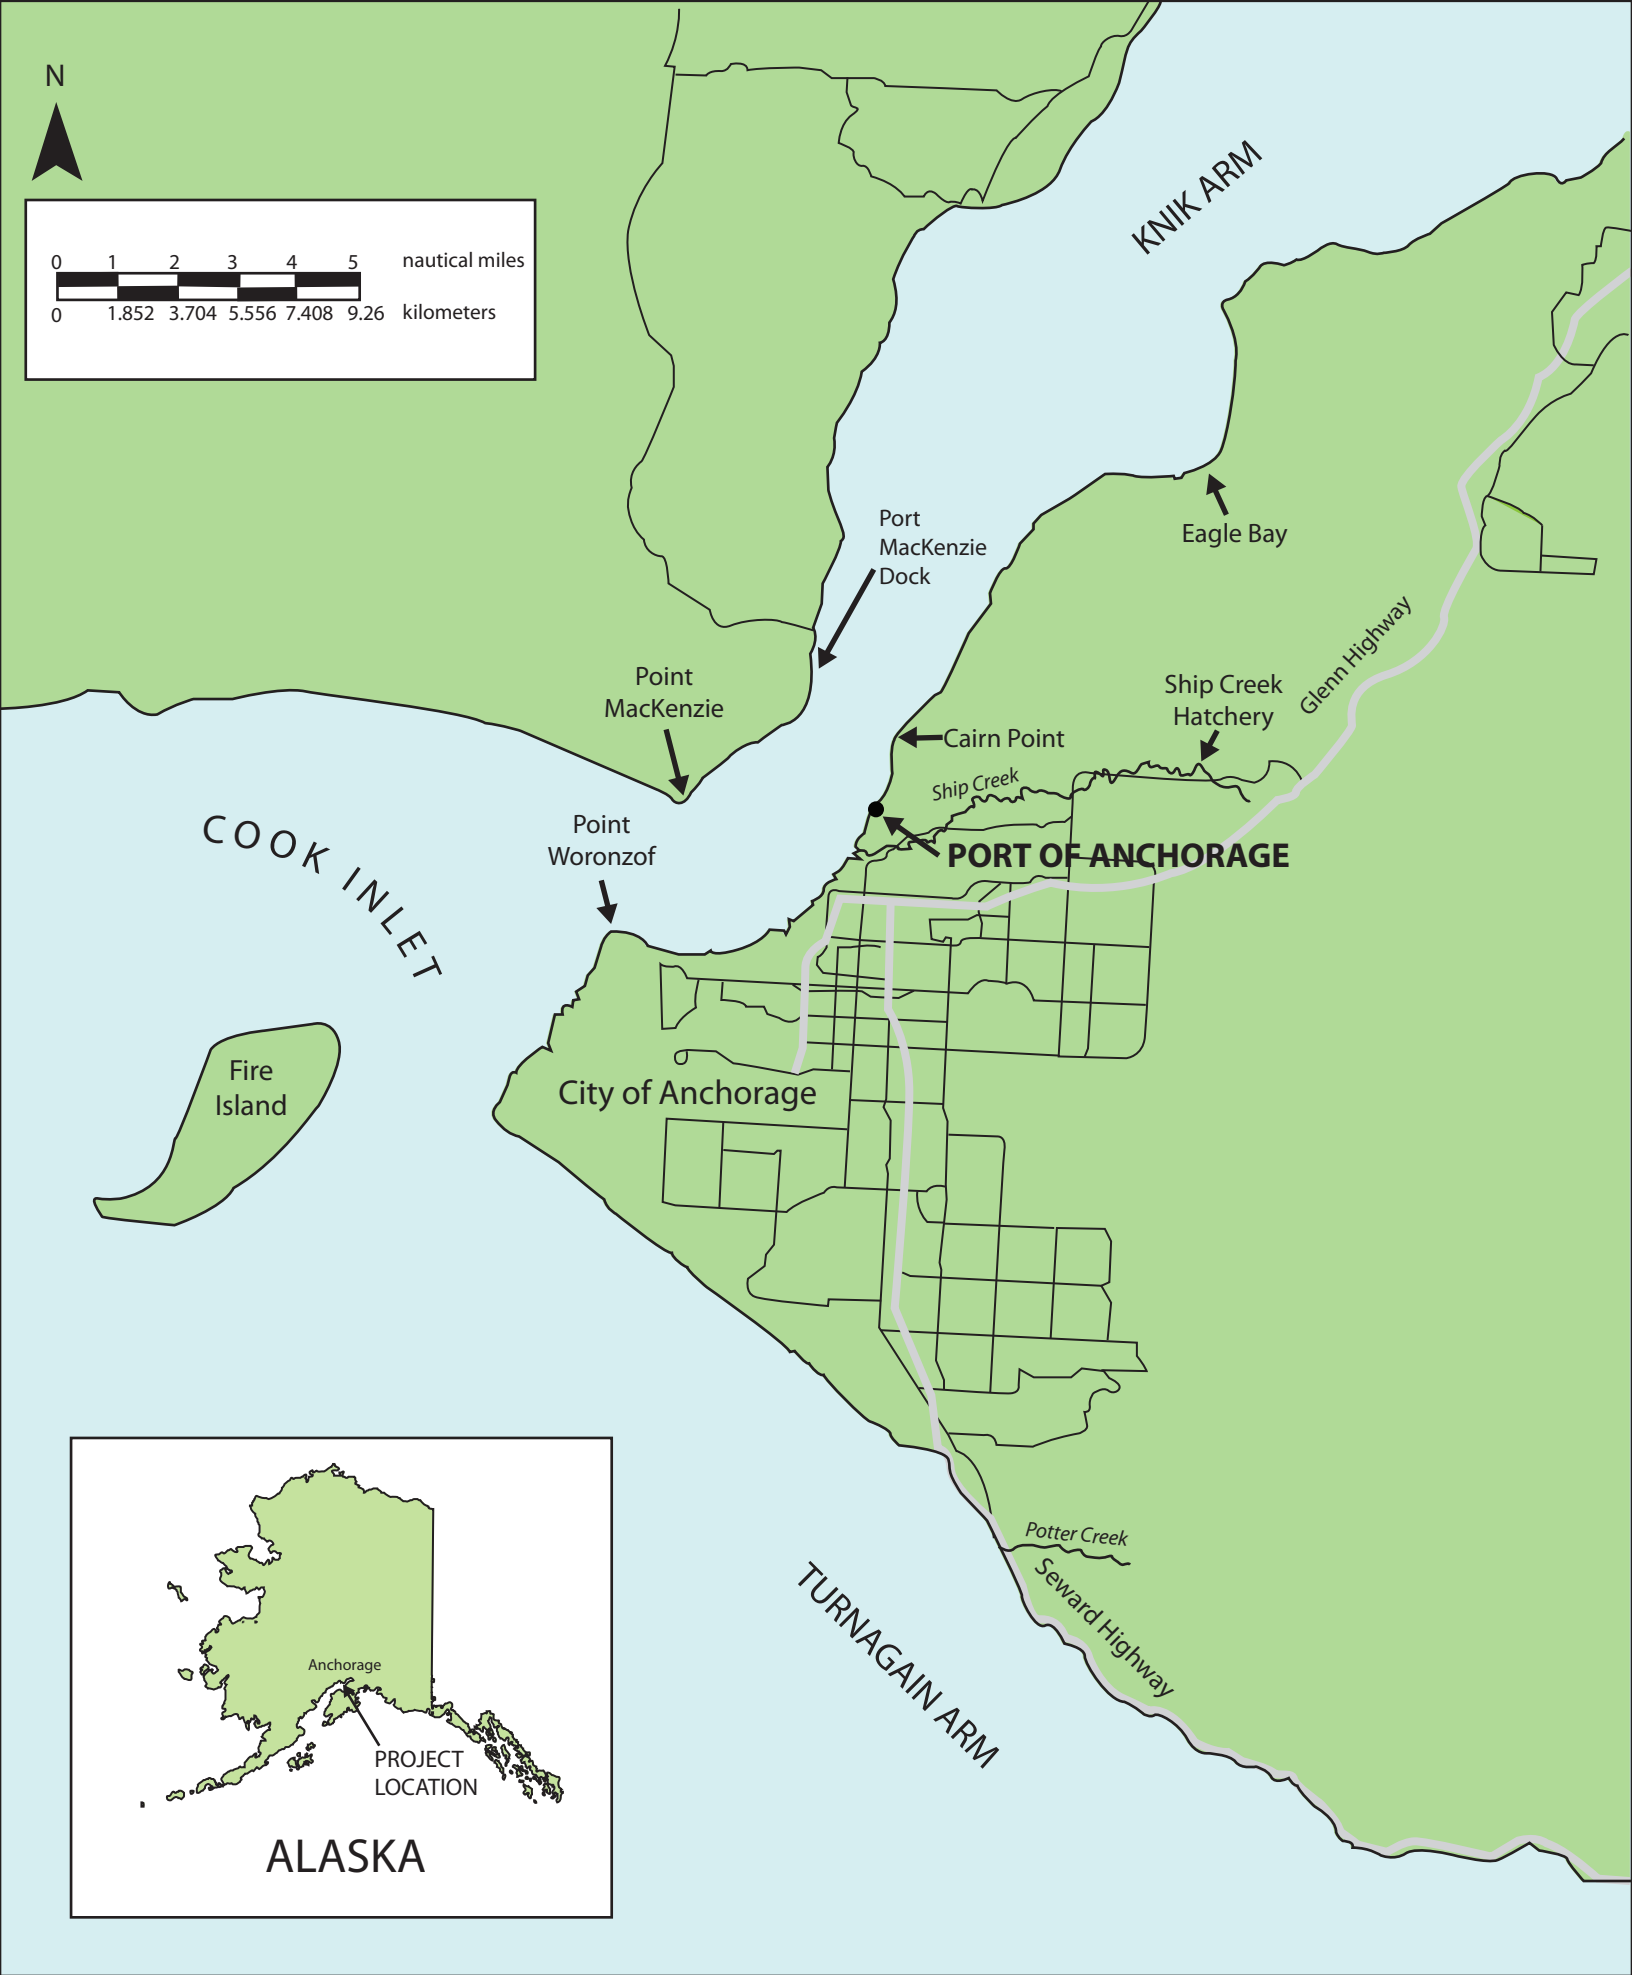 N
0 1 2 3 4 5 nautical miles
0 1.852 3.704 5.556 7.408 9.26 kilometers
KNIK ARM
Port
MacKenzie
Dock
Eagle Bay
Glenn Highway
Point
MacKenzie
Ship Creek
Hatchery
Cairn Point
Ship Creek
Point
Woronzof
COOK INLET
PORT OF ANCHORAGE
Fire
Island
City of Anchorage
Potter Creek
Seward Highway
TURNAGAIN ARM
Anchorage
PROJECT
LOCATION
ALASKA